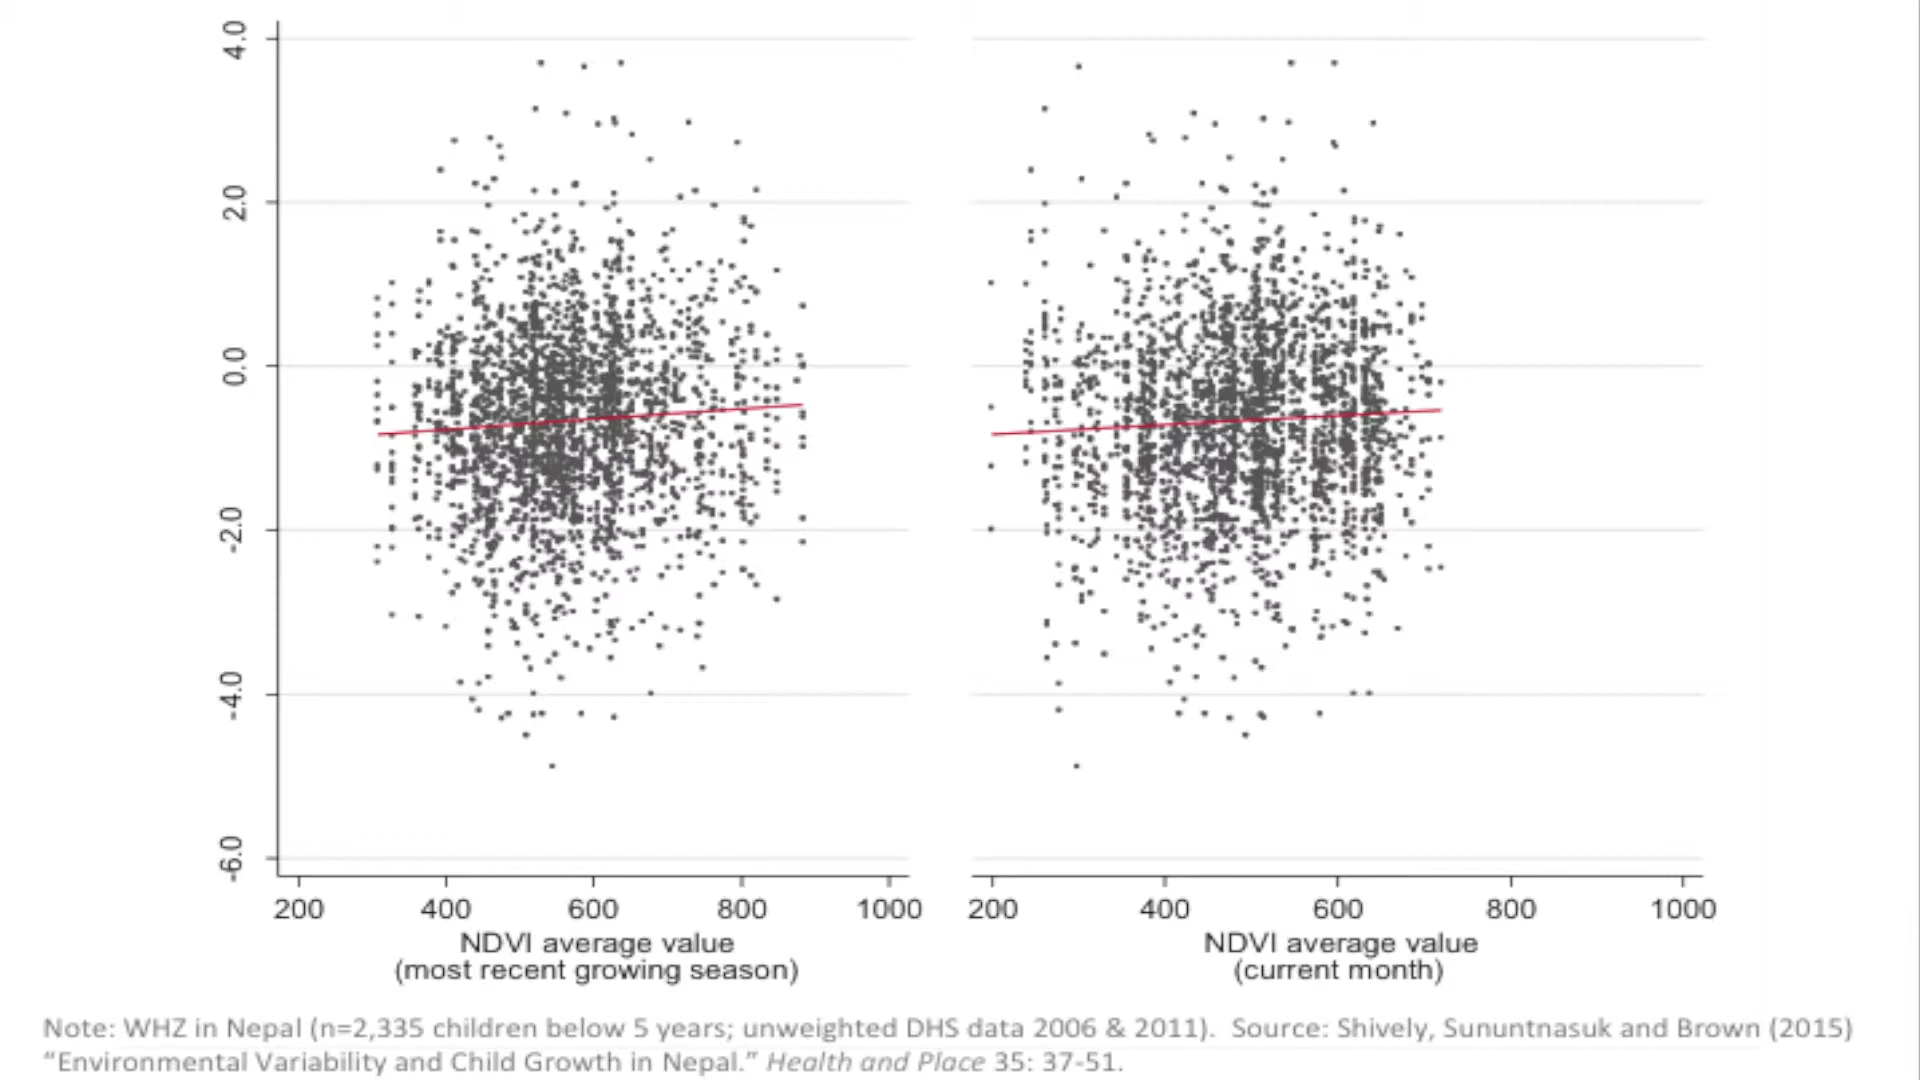 4.0
2.0
0.0
-2.0
-4.0
-6.0
200 400 600 800 1000
200 400 600 800 1000
NDVI average value
(most recent growing season)
NDVI average value
(current month)
Note: WHZ in Nepal (n=2,335 children below 5 years; unweighted DHS data 2006 & 2011). Source: Shively, Sununtnasuk and Brown (2015)
“Environmental Variability and Child Growth in Nepal.” Health and Place 35: 37-51.